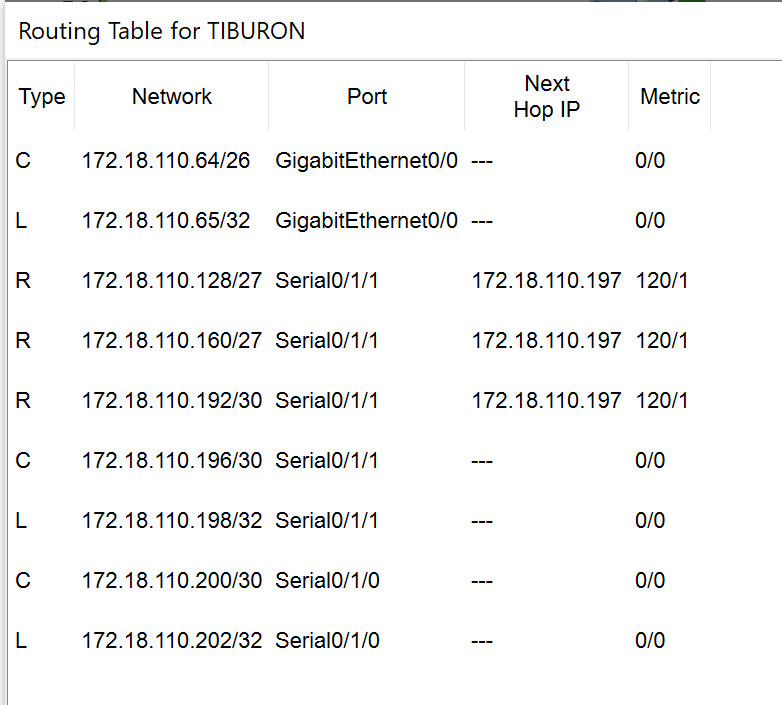 Routing Table for TIBURON
Type Network Port Next Hop IP Metric
C 172.18.110.64/26 GigabitEthernet0/0 --- 0/0
L 172.18.110.65/32 GigabitEthernet0/0 --- 0/0
R 172.18.110.128/27 Serial0/1/1 172.18.110.197 120/1
R 172.18.110.160/27 Serial0/1/1 172.18.110.197 120/1
R 172.18.110.192/30 Serial0/1/1 172.18.110.197 120/1
C 172.18.110.196/30 Serial0/1/1 --- 0/0
L 172.18.110.198/32 Serial0/1/1 --- 0/0
C 172.18.110.200/30 Serial0/1/0 --- 0/0
L 172.18.110.202/32 Serial0/1/0 --- 0/0